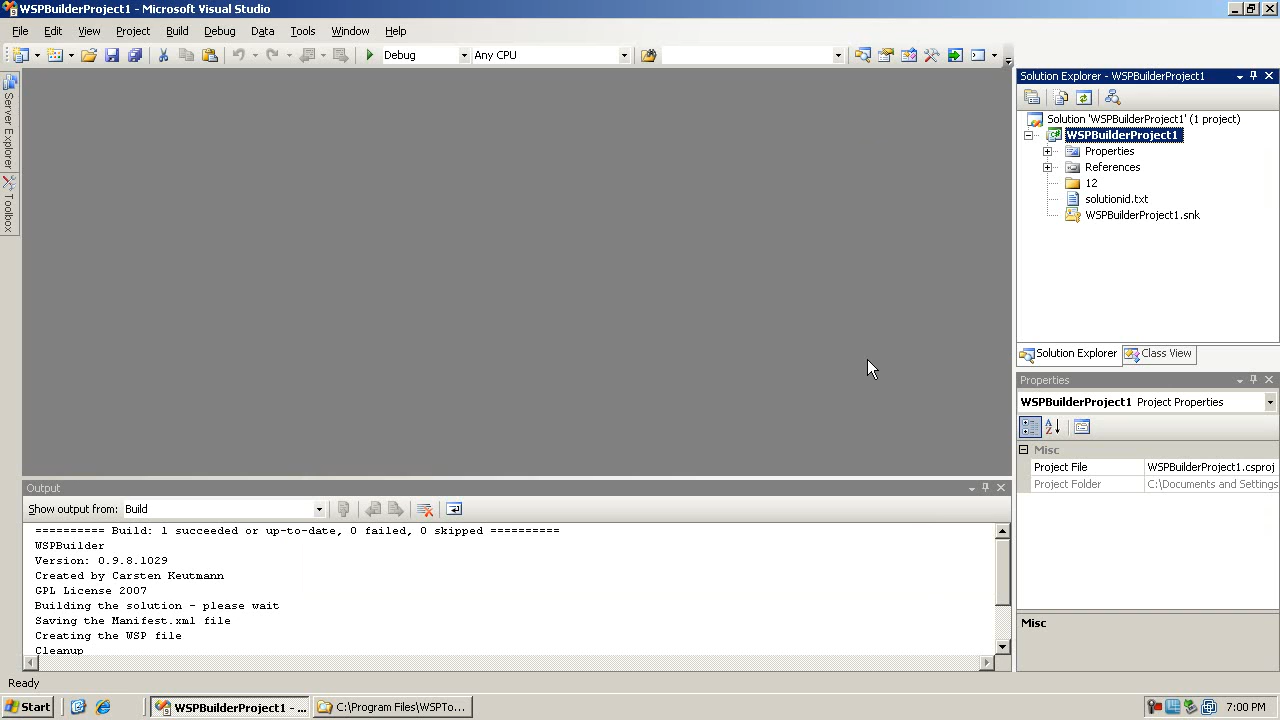 WSPBuilderProject1 - Microsoft Visual Studio
File Edit View Project Build Debug Data Tools Window Help
Debug Any CPU
Server Explorer
Toolbox
Solution Explorer - WSPBuilderProject1
Solution 'WSPBuilderProject1' (1 project)
WSPBuilderProject1
Properties
References
12
solutionid.txt
WSPBuilderProject1.snk
Solution Explorer Class View
Properties
WSPBuilderProject1 Project Properties
Misc
Project File WSPBuilderProject1.csproj
Project Folder C:\Documents and Settings
Misc
Output
Show output from: Build
========== Build: 1 succeeded or up-to-date, 0 failed, 0 skipped ==========
WSPBuilder
Version: 0.9.8.1029
Created by Carsten Keutmann
GPL License 2007
Building the solution - please wait
Saving the Manifest.xml file
Creating the WSP file
Cleanup
Ready
Start WSPBuilderProject1 - ... C:\Program Files\WSPTo... 7:00 PM